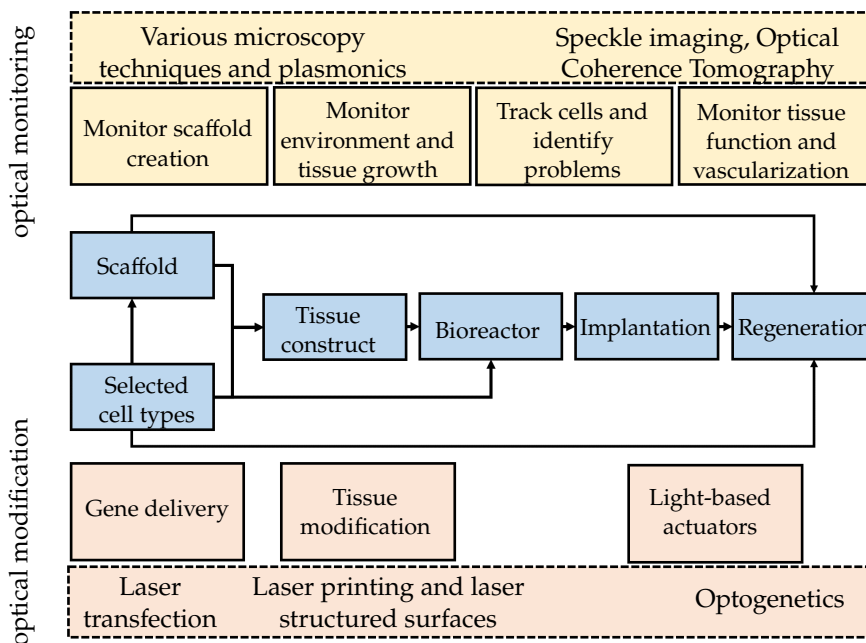 optical monitoring
Various microscopy
techniques and plasmonics
Speckle imaging, Optical
Coherence Tomography
Monitor scaffold
creation
Monitor
environment and
tissue growth
Track cells and
identify
problems
Monitor tissue
function and
vascularization
Scaffold
Selected
cell types
Tissue
construct
Bioreactor
Implantation
Regeneration
optical modification
Gene delivery
Tissue
modification
Light-based
actuators
Laser
transfection
Laser printing and laser
structured surfaces
Optogenetics